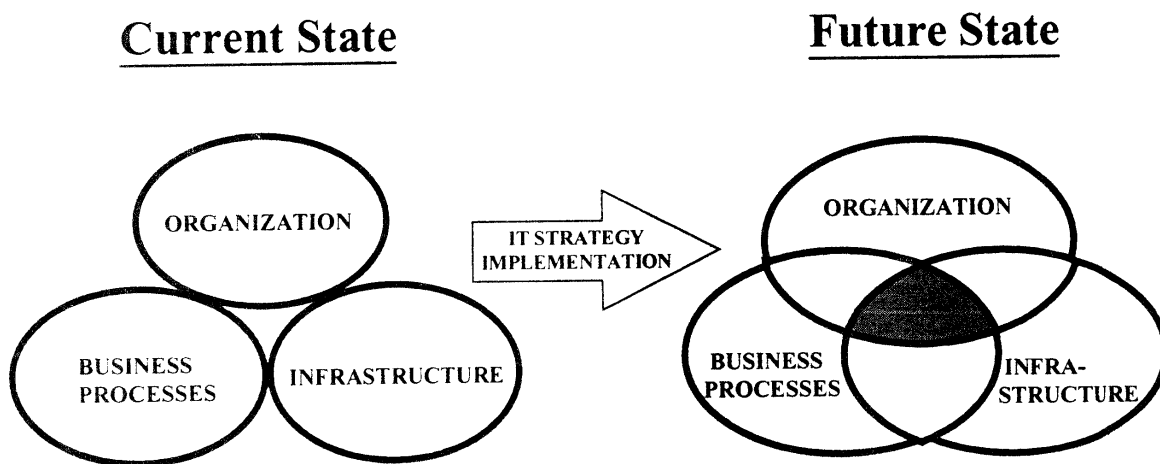 Current State
Future State
ORGANIZATION
BUSINESS
PROCESSES
INFRASTRUCTURE
IT STRATEGY
IMPLEMENTATION
ORGANIZATION
BUSINESS
PROCESSES
INFRA-
STRUCTURE